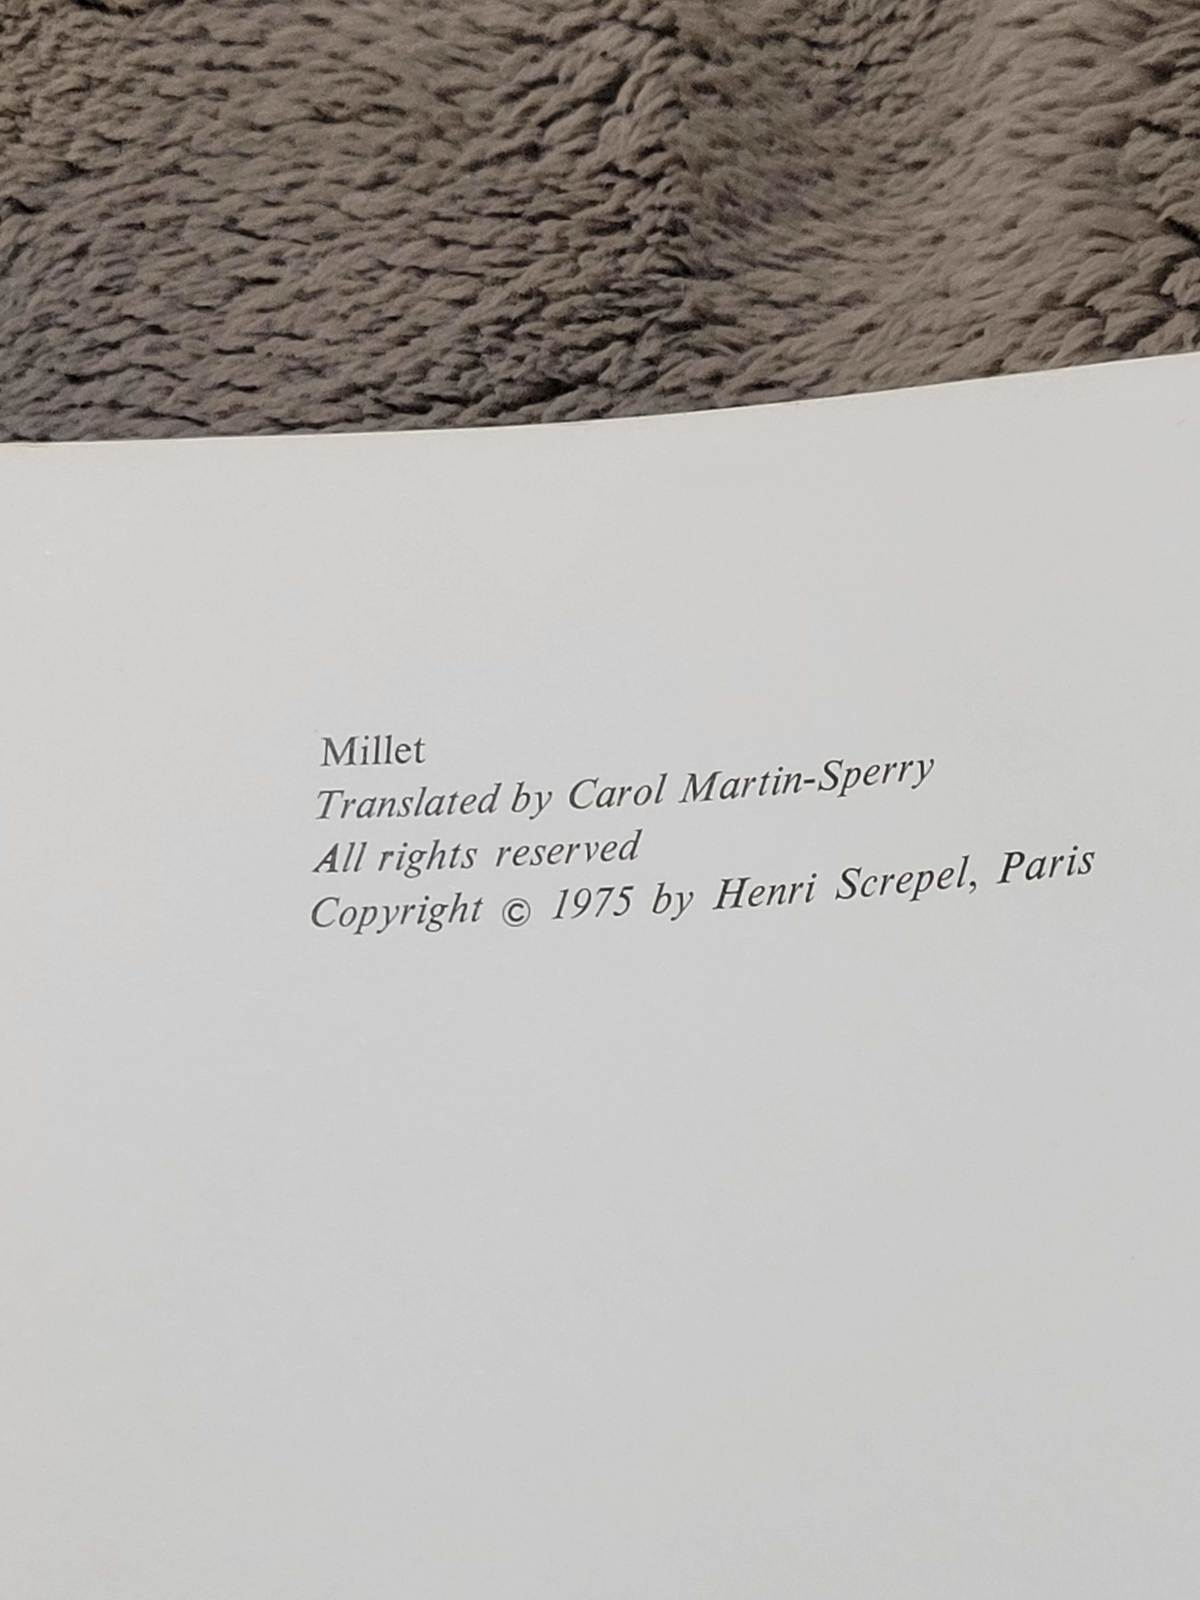 Millet
Translated by Carol Martin-Sperry
All rights reserved
Copyright © 1975 by Henri Screpel, Paris